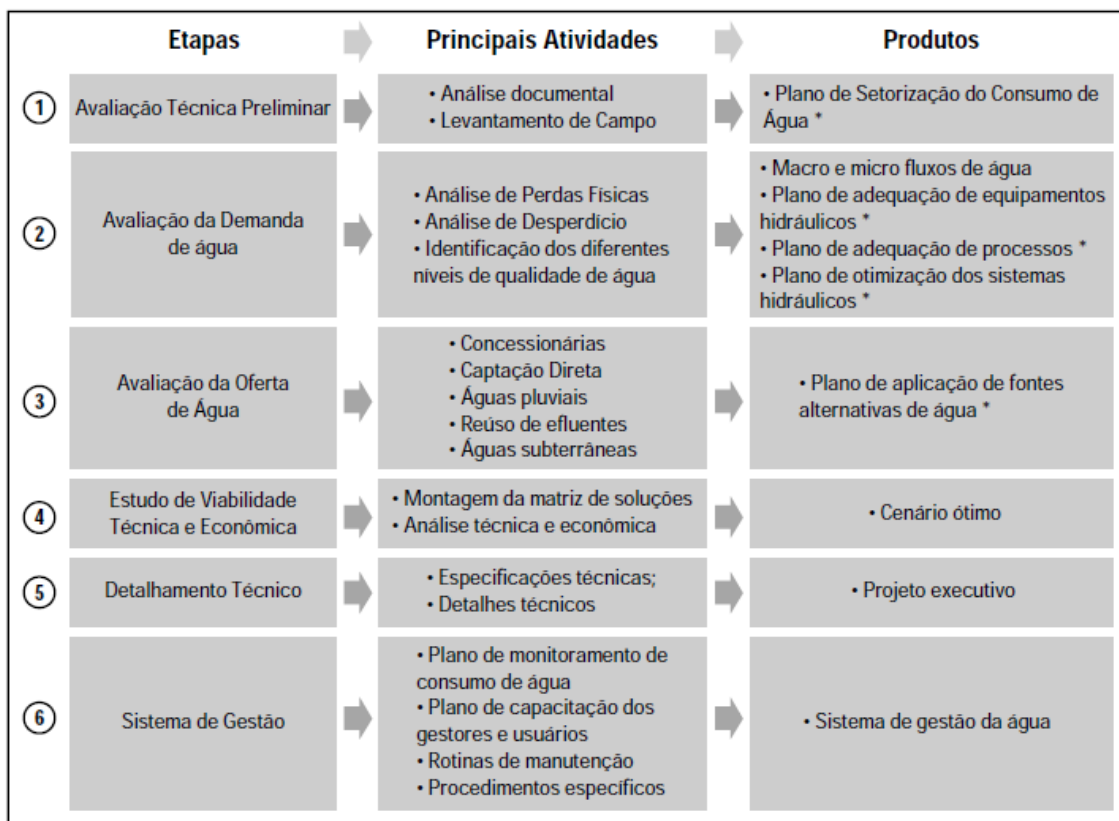 Etapas
Principais Atividades
Produtos
1
Avaliação Técnica Preliminar
• Análise documental
• Levantamento de Campo
• Plano de Setorização do Consumo de
Água *
2
Avaliação da Demanda
de água
• Análise de Perdas Físicas
• Análise de Desperdício
• Identificação dos diferentes
níveis de qualidade de água
• Macro e micro fluxos de água
• Plano de adequação de equipamentos
hidráulicos *
• Plano de adequação de processos *
• Plano de otimização dos sistemas
hidráulicos *
3
Avaliação da Oferta
de Água
• Concessionárias
• Captação Direta
• Águas pluviais
• Reúso de efluentes
• Águas subterrâneas
• Plano de aplicação de fontes
alternativas de água *
4
Estudo de Viabilidade
Técnica e Econômica
• Montagem da matriz de soluções
• Análise técnica e econômica
• Cenário ótimo
5
Detalhamento Técnico
• Especificações técnicas;
• Detalhes técnicos
• Projeto executivo
6
Sistema de Gestão
• Plano de monitoramento de
consumo de água
• Plano de capacitação dos
gestores e usuários
• Rotinas de manutenção
• Procedimentos específicos
• Sistema de gestão da água